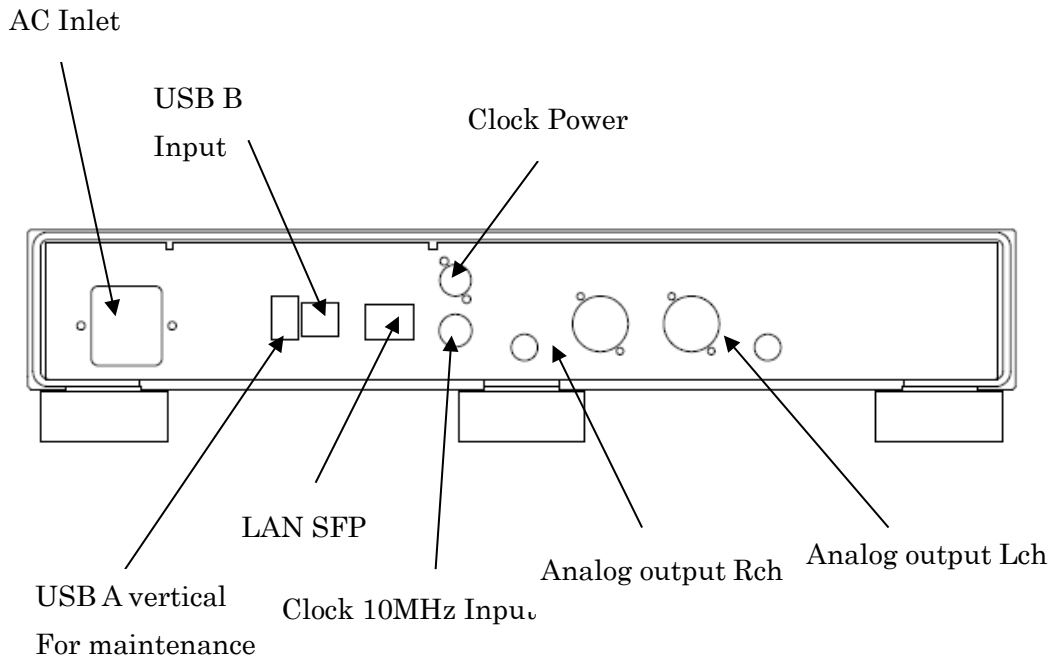 AC Inlet
USB B
Input
Clock Power
LAN SFP
Analog output Rch
Analog output Lch
USB A vertical
For maintenance
Clock 10MHz Input